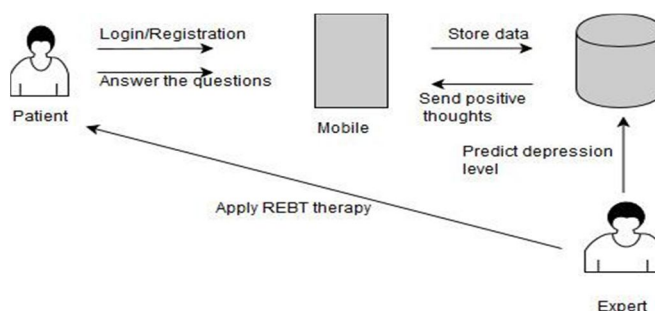 Login/Registration
Store data
Answer the questions
Send positive
thoughts
Patient
Mobile
Predict depression
level
Apply REBT therapy
Expert